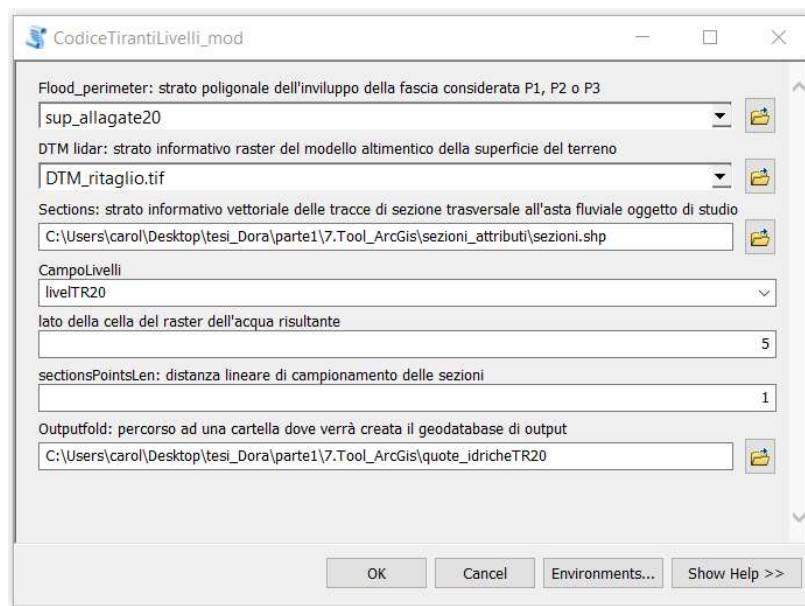 CodiceTirantiLivelli_mod
Flood_perimeter: strato poligonale dell'inviluppo della fascia considerata P1, P2 o P3
sup_allagate20
DTM lidar: strato informativo raster del modello altimentico della superficie del terreno
DTM_ritaglio.tif
Sections: strato informativo vettoriale delle tracce di sezione trasversale all'asta fluviale oggetto di studio
C:\Users\carol\Desktop\tesi_Dora\parte1\7.Tool_ArcGis\sezioni_attributi\sezioni.shp
CampoLivelli
livelTR20
lato della cella del raster dell'acqua risultante
5
sectionsPointsLen: distanza lineare di campionamento delle sezioni
1
Outputfold: percorso ad una cartella dove verrà creata il geodatabase di output
C:\Users\carol\Desktop\tesi_Dora\parte1\7.Tool_ArcGis\quote_idricheTR20
OK Cancel Environments... Show Help >>